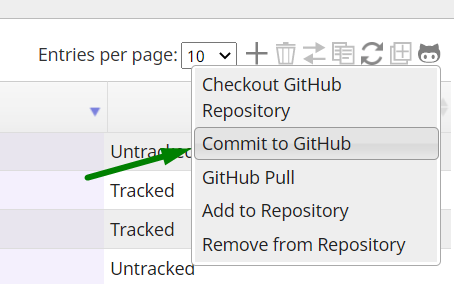 Entries per page: 10
Checkout GitHub
Repository
Untracked
Commit to GitHub
GitHub Pull
Tracked
Add to Repository
Tracked
Remove from Repository
Untracked